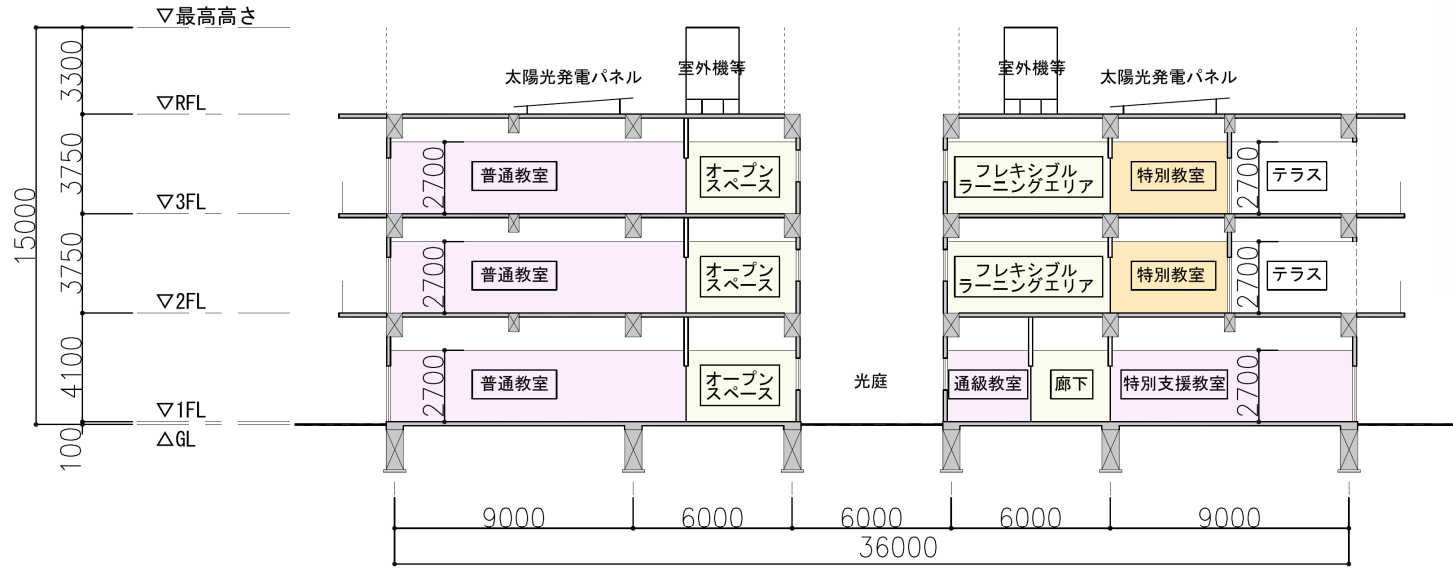 ▽最高高さ
3300
太陽光発電パネル
室外機等
室外機等
太陽光発電パネル
▽RFL
15000
3750
2700
普通教室
オープン
スペース
フレキシブル
ラーニングエリア
特別教室
2700
テラス
▽3FL
3750
2700
普通教室
オープン
スペース
フレキシブル
ラーニングエリア
特別教室
2700
テラス
▽2FL
4100
2700
普通教室
オープン
スペース
光庭
通級教室
廊下
特別支援教室
2700
▽1FL
100
△GL
9000
6000
6000
6000
9000
36000